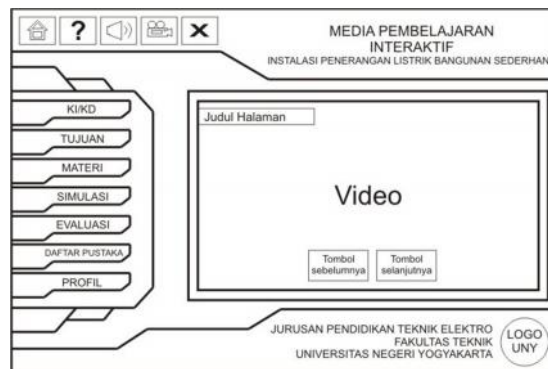 ?
X
MEDIA PEMBELAJARAN
INTERAKTIF
INSTALASI PENERANGAN LISTRIK BANGUNAN SEDERHAN
KI/KD
TUJUAN
MATERI
SIMULASI
EVALUASI
DAFTAR PUSTAKA
PROFIL
Judul Halaman
Video
Tombol
sebelumnya
Tombol
selanjutnya
JURUSAN PENDIDIKAN TEKNIK ELEKTRO
FAKULTAS TEKNIK
UNIVERSITAS NEGERI YOGYAKARTA
LOGO
UNY